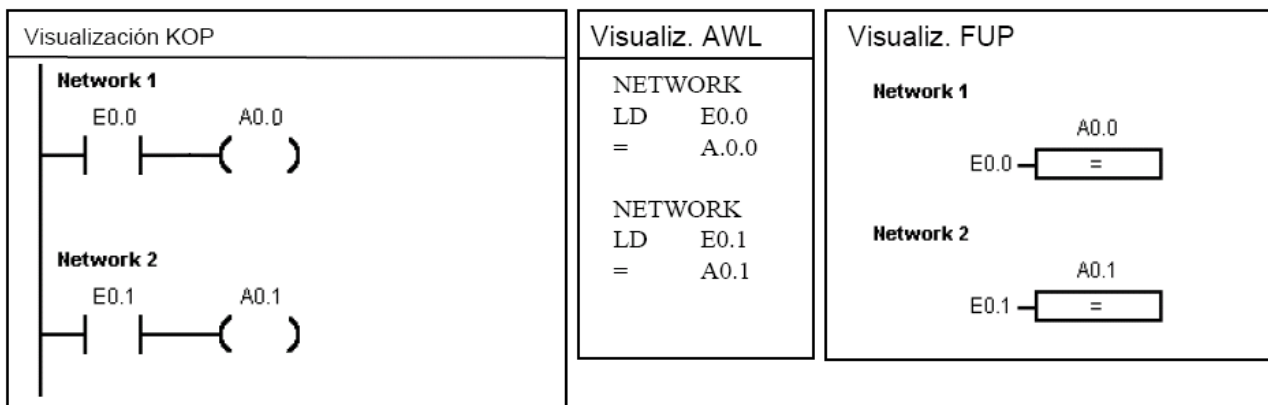 Visualización KOP
Network 1
E0.0 A0.0
Network 2
E0.1 A0.1
Visualiz. AWL
NETWORK
LD E0.0
= A.0.0
NETWORK
LD E0.1
= A0.1
Visualiz. FUP
Network 1
A0.0
E0.0 =
Network 2
A0.1
E0.1 =